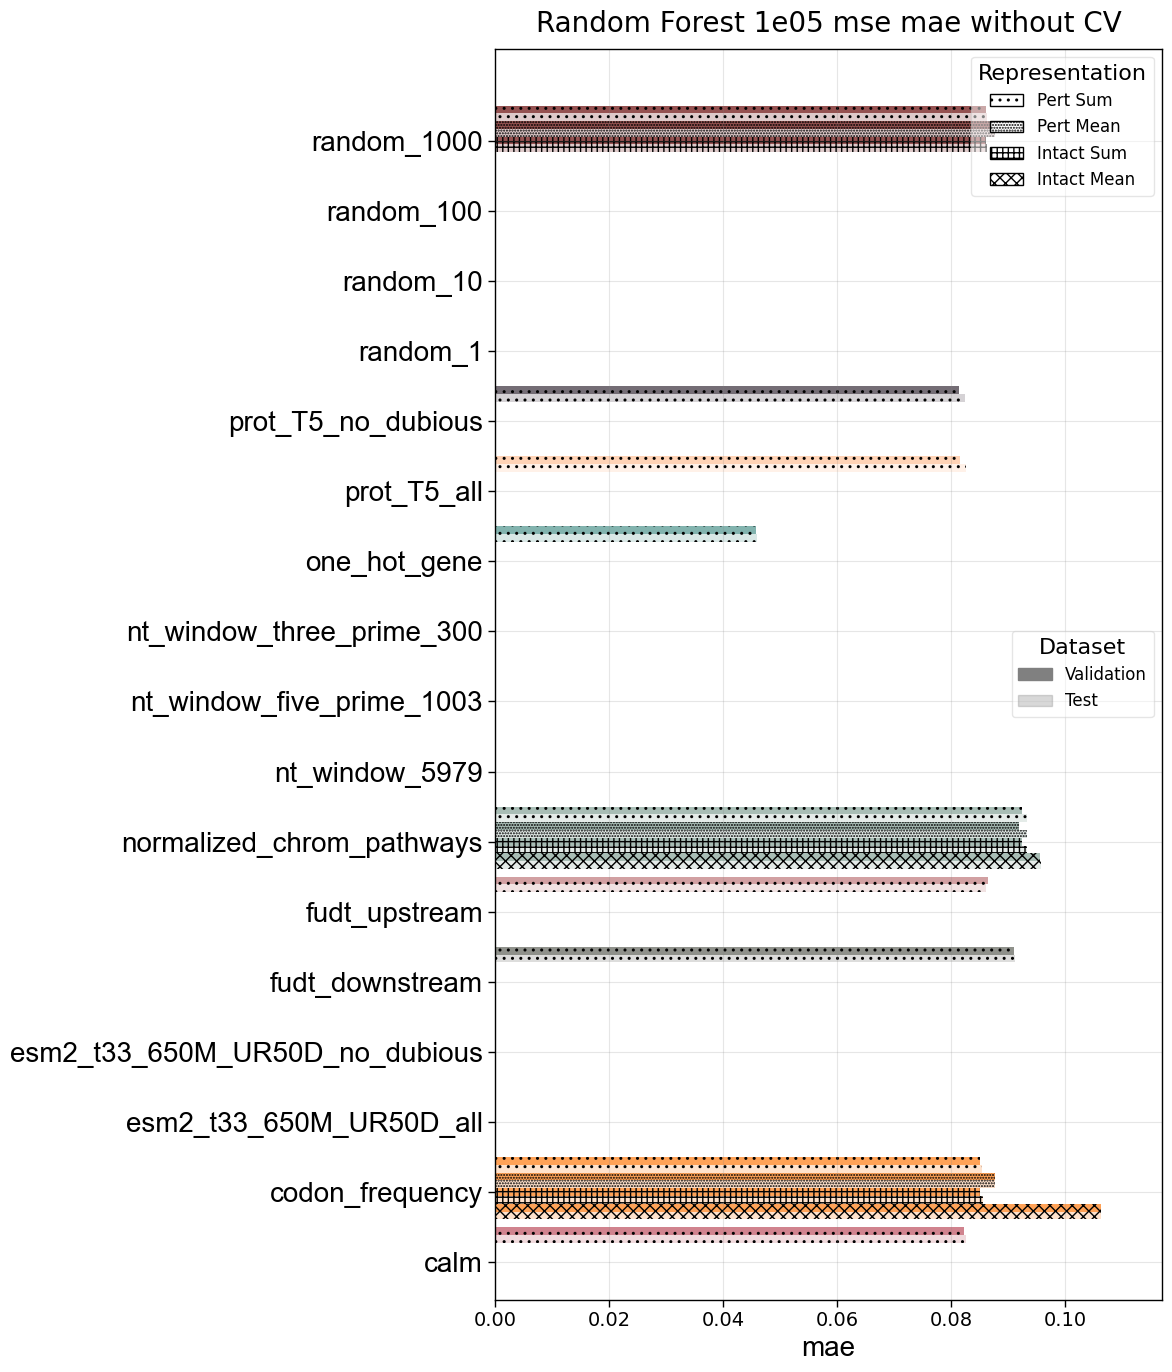 Random Forest 1e05 mse mae without CV
Representation
Pert Sum
Pert Mean
Intact Sum
Intact Mean
random_1000
random_100
random_10
random_1
prot_T5_no_dubious
prot_T5_all
one_hot_gene
nt_window_three_prime_300
Dataset
Validation
Test
nt_window_five_prime_1003
nt_window_5979
normalized_chrom_pathways
fudt_upstream
fudt_downstream
esm2_t33_650M_UR50D_no_dubious
esm2_t33_650M_UR50D_all
codon_frequency
calm
0.00 0.02 0.04 0.06 0.08 0.10
mae